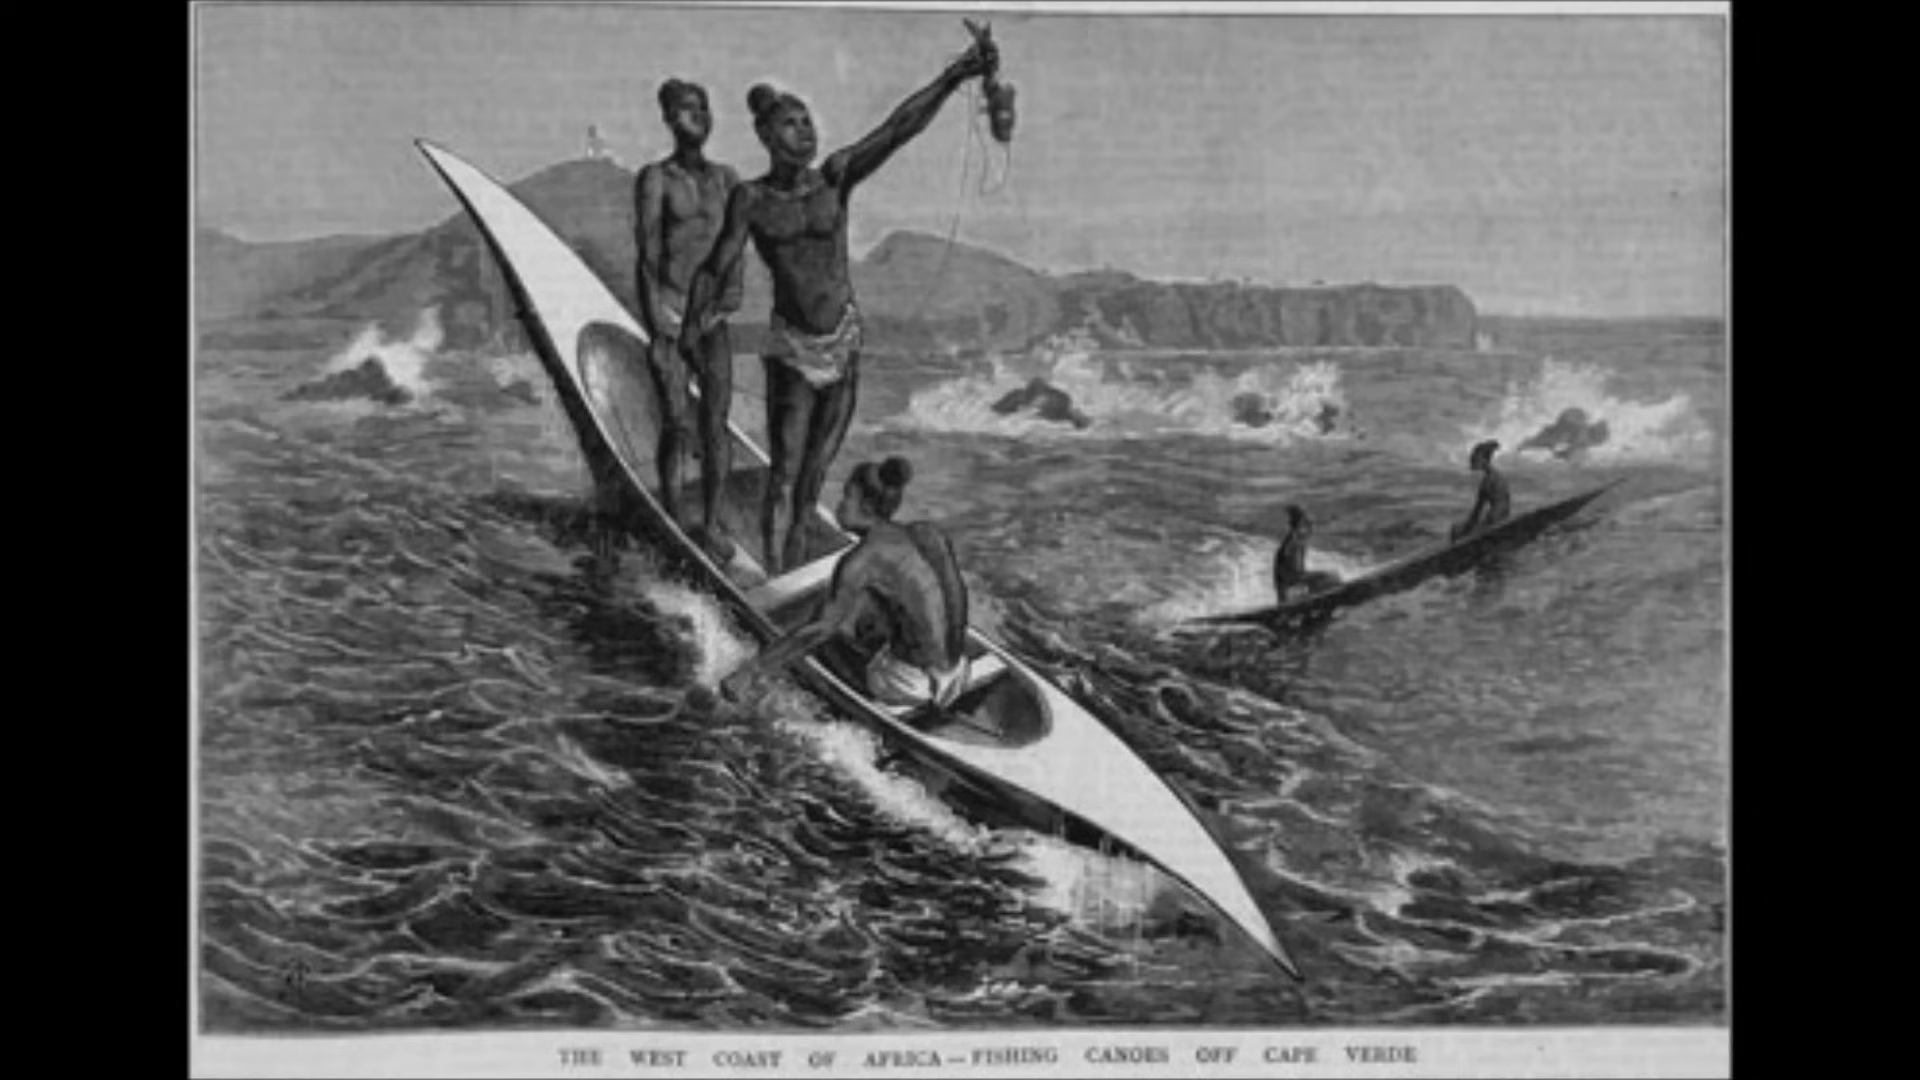 THE WEST COAST OF AFRICA — FISHING CANOES OFF CAPE VERDE